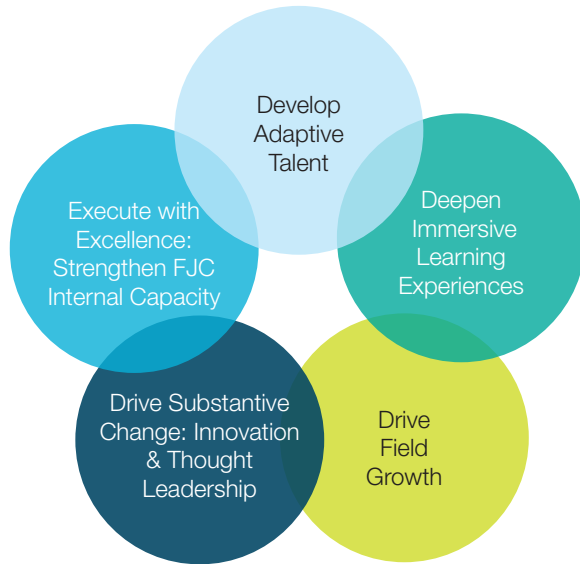 Develop
Adaptive
Talent
Deepen
Immersive
Learning
Experiences
Drive
Field
Growth
Drive Substantive
Change: Innovation
& Thought
Leadership
Execute with
Excellence:
Strengthen FJC
Internal Capacity